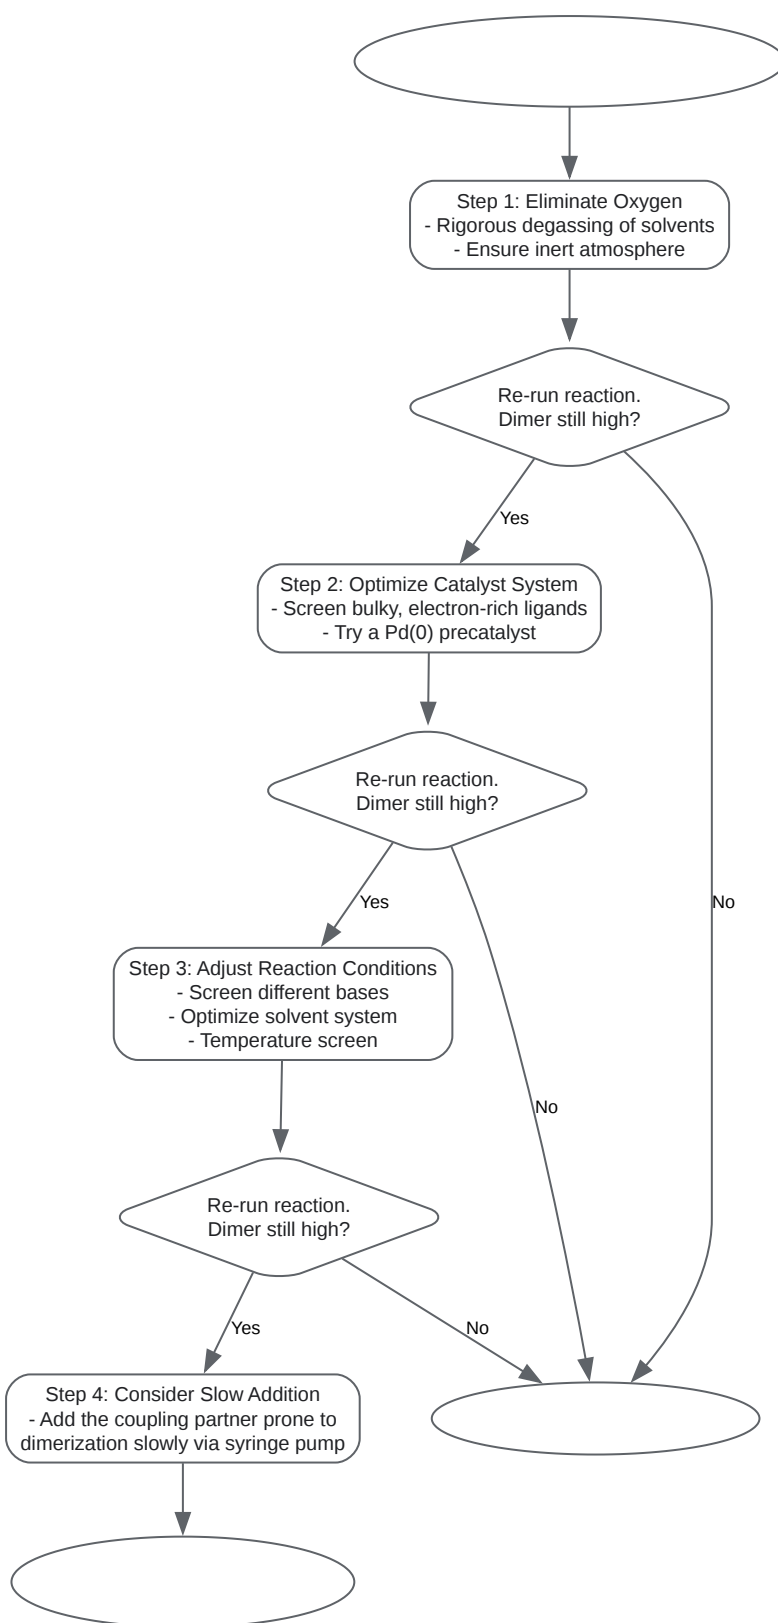 Step 1: Eliminate Oxygen
- Rigorous degassing of solvents
- Ensure inert atmosphere
Re-run reaction.
Dimer still high?
Yes
Step 2: Optimize Catalyst System
- Screen bulky, electron-rich ligands
- Try a Pd(0) precatalyst
Re-run reaction.
Dimer still high?
Yes
No
Step 3: Adjust Reaction Conditions
- Screen different bases
- Optimize solvent system
- Temperature screen
No
Re-run reaction.
Dimer still high?
Yes
No
Step 4: Consider Slow Addition
- Add the coupling partner prone to
dimerization slowly via syringe pump